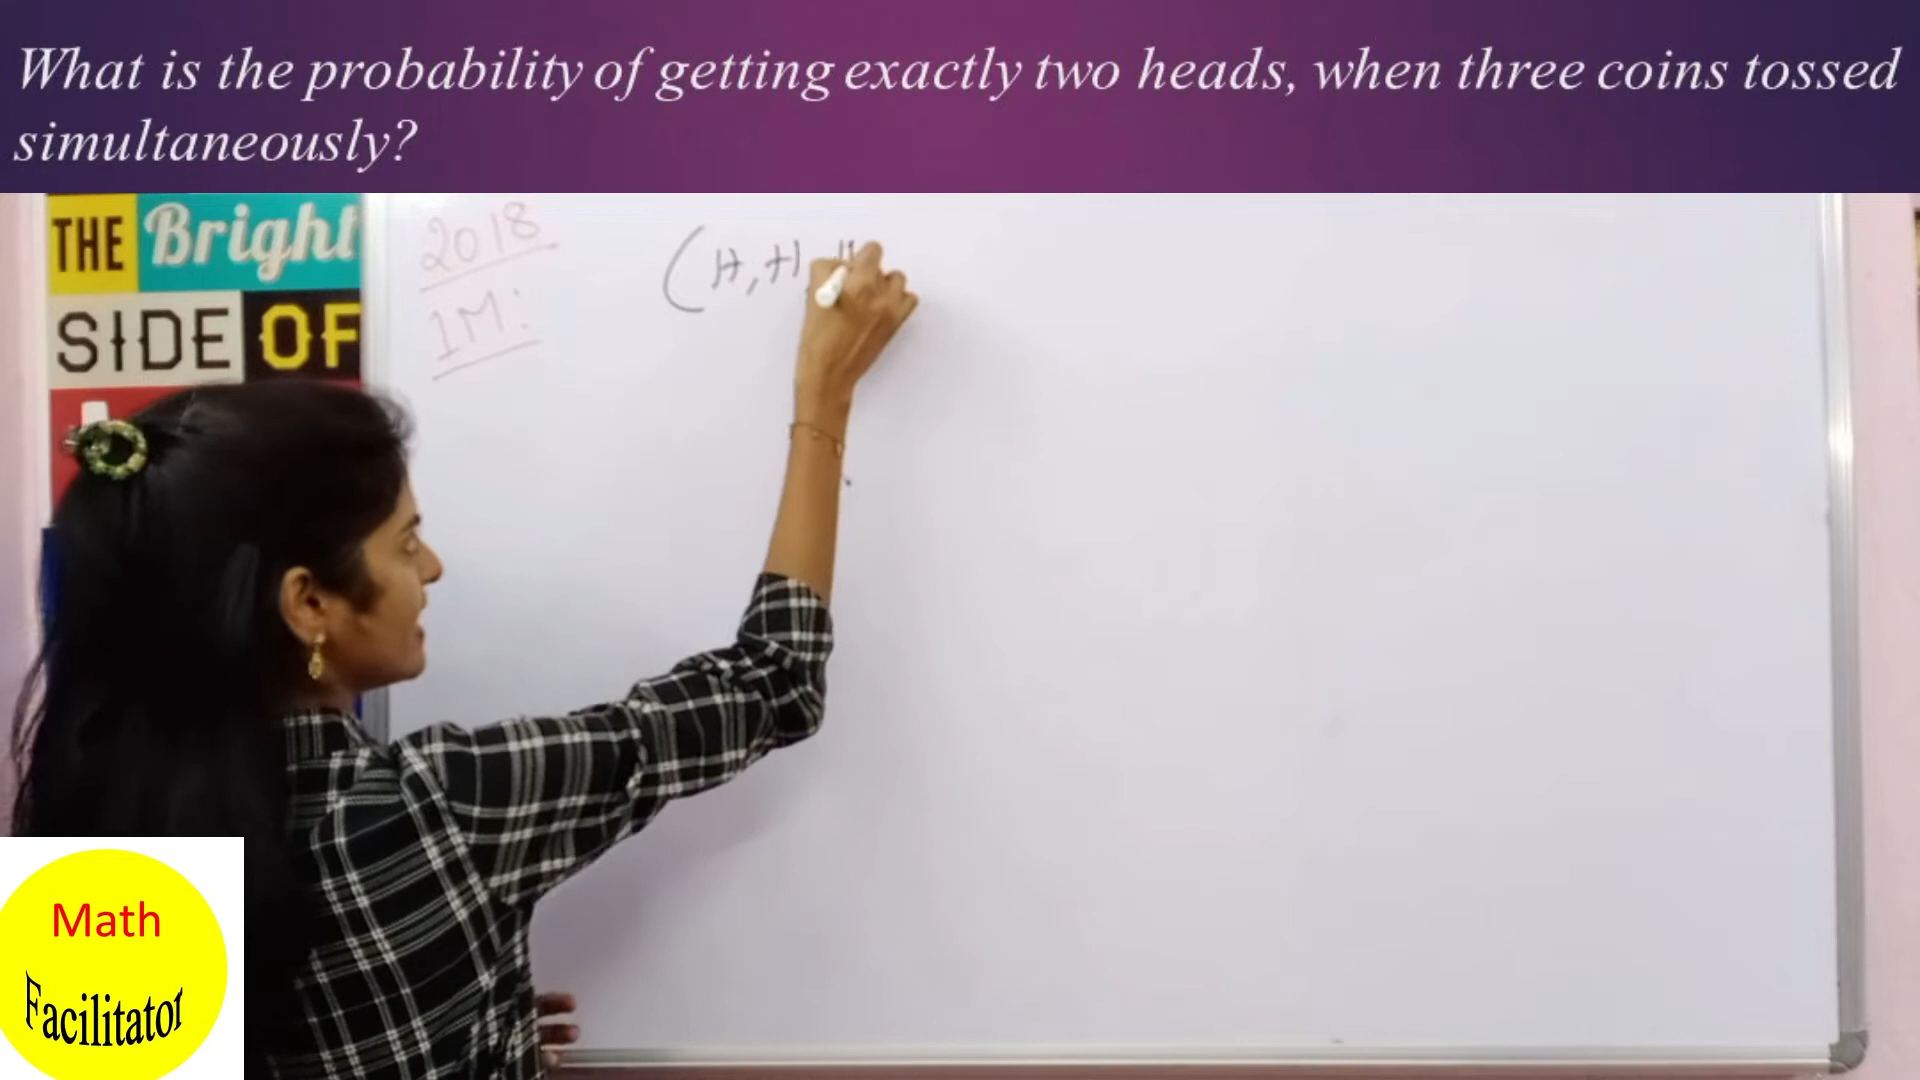 What is the probability of getting exactly two heads, when three coins tossed
simultaneously?
THE Bright
SIDE OF
2018
1M:
(H, H, H
Math
Facilitator